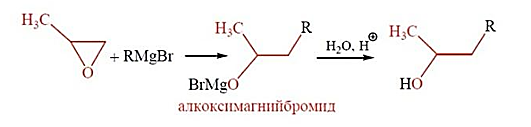 H₃C
O
+ RMgBr
H₃C R
BrMgO
H₂O, H⊕
H₃C R
HO
алкоксимагнийбромид